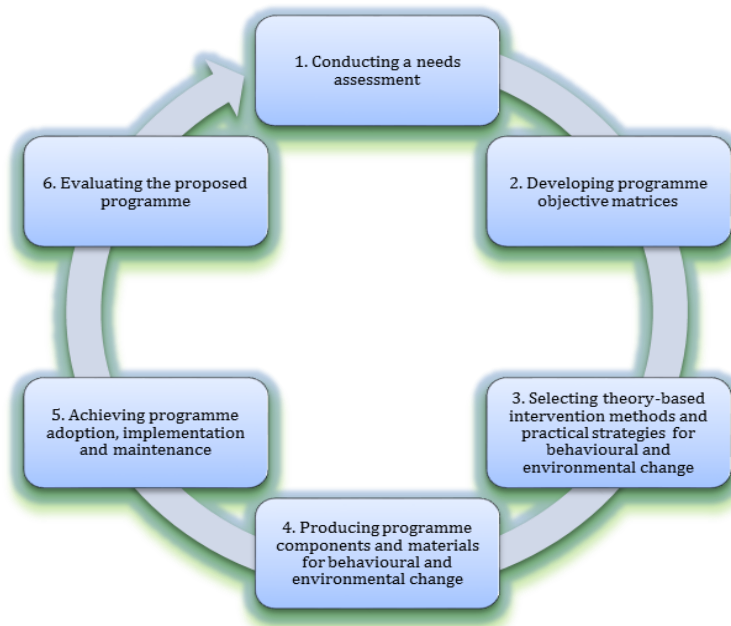 1. Conducting a needs
assessment
2. Developing programme
objective matrices
3. Selecting theory-based
intervention methods and
practical strategies for
behavioural and
environmental change
4. Producing programme
components and materials
for behavioural and
environmental change
5. Achieving programme
adoption, implementation
and maintenance
6. Evaluating the proposed
programme